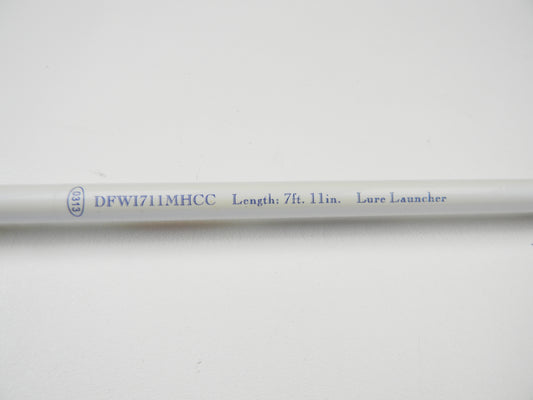 0313 DFWI711MHCC Length: 7ft. 11in. Lure Launcher